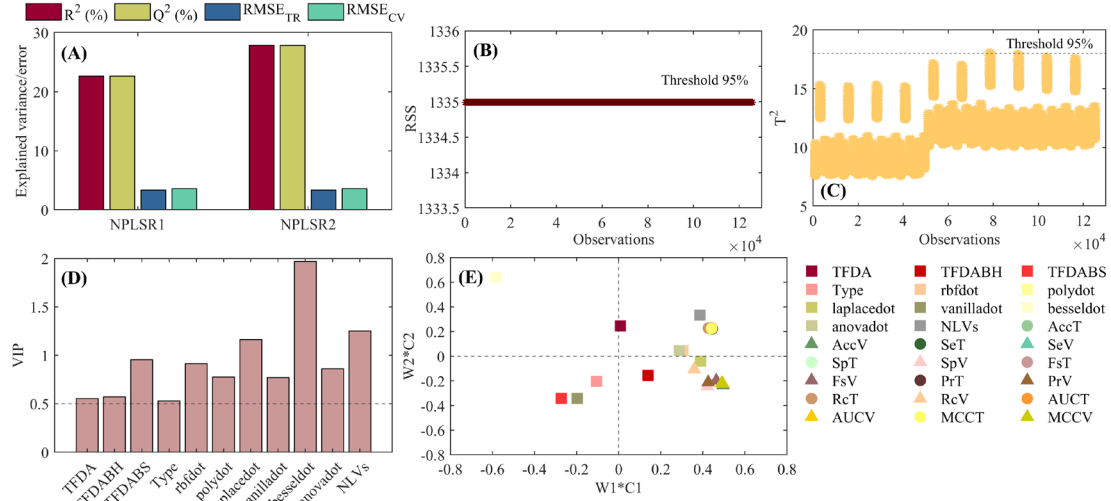 R² (%) Q² (%) RMSE_TR RMSE_CV
(A)
Explained variance/error
30
20
10
0
NPLSR1 NPLSR2
(B)
RSS
1336
1335.5
1335
1334.5
1334
1333.5
Threshold 95%
0 2 4 6 8 10 12
Observations
×10⁴
(C)
T²
20
15
10
5
Threshold 95%
0 2 4 6 8 10 12
Observations
×10⁴
(D)
VIP
2
1.5
1
0.5
0
TFDA
TFDABH
TFDABS
Type
rbfdot
polydot
placedot
anilladot
besseldot
anovadot
NLVs
(E)
W2*C2
0.8
0.6
0.4
0.2
0
-0.2
-0.4
-0.6
-0.8
-0.8 -0.6 -0.4 -0.2 0 0.2 0.4 0.6 0.8
W1*C1
TFDA TFDABH TFDABS
Type rbfdot polydot
laplacedot vanilladot besseldot
anovadot NLVs AccT
AccV SeT SeV
SpT SpV FsT
FsV PrT PrV
RcT RcV AUCT
AUCV MCCT MCCV